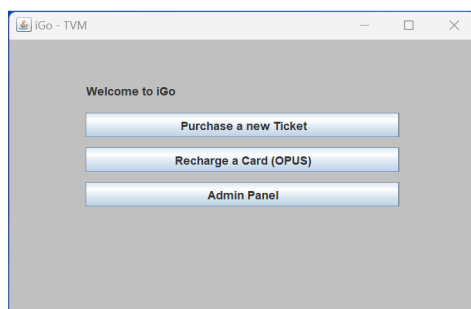 iGo - TVM
Welcome to iGo
Purchase a new Ticket
Recharge a Card (OPUS)
Admin Panel